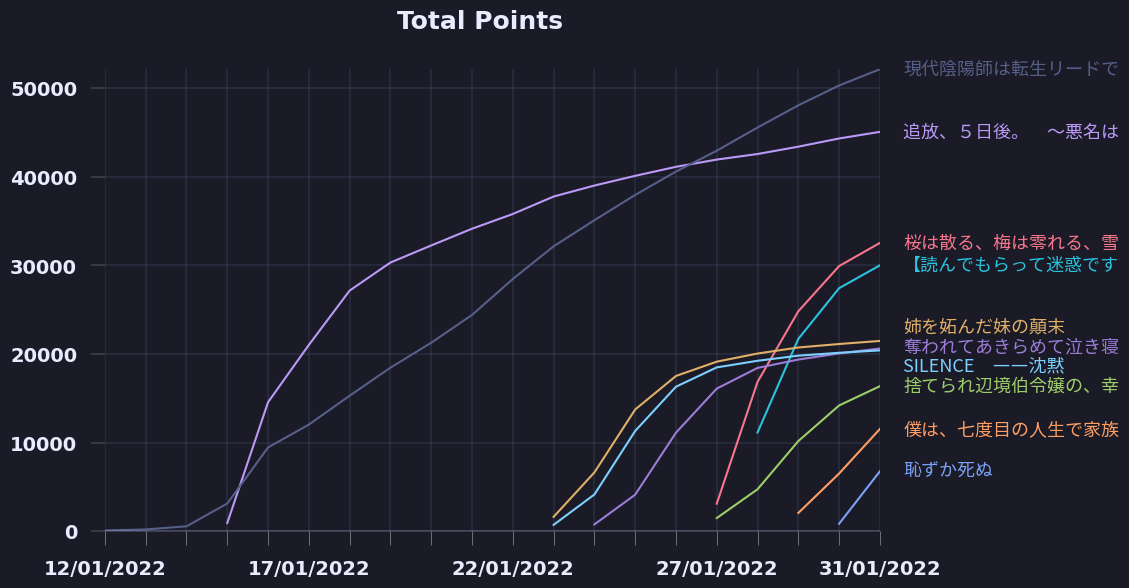 Total Points
50000
40000
30000
20000
10000
0
12/01/2022
17/01/2022
22/01/2022
27/01/2022
31/01/2022
現代陰陽師は転生リードで
追放、５日後。　～悪名は
桜は散る、梅は零れる、雪
【読んでもらって迷惑です
姉を妬んだ妹の顛末
奪われてあきらめて泣き寝
SILENCE　——沈黙
捨てられ辺境伯令嬢の、幸
僕は、七度目の人生で家族
恥ずか死ぬ